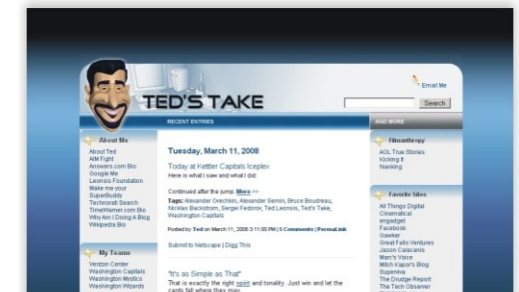 Email Me
TED'S TAKE
Search
RECENT ENTRIES
AND MORE
About Me
About Ted
AIM Fight
Answers.com Bio
Google Me
Leonsis Foundation
Make me your
SuperBuddy
Technorati Search
TimeWarner.com Bio
Why Am I Doing A Blog
Wikipedia Bio
My Teams
Verizon Center
Washington Capitals
Washington Mystics
Washington Wizards
Tuesday, March 11, 2008
Today at Kettler Capitals Iceplex
Here is what I saw and what I did.
Continued after the jump. More >>
Tags: Alexander Ovechkin, Alexander Semin, Bruce Boudreau,
Nicklas Backstrom, Sergei Fedorov, Ted Leonsis, Ted's Take,
Washington Capitals
Posted by Ted on March 11, 2008 3:11:00 PM | 5 Comments | PermaLink
Submit to Netscape | Digg This
"It's as Simple as That"
That is exactly the right spirit and tonality. Just win and let the
cards fall where they may.
Filmanthropy
AOL True Stories
Kicking It
Nanking
Favorite Sites
All Things Digital
Cinematical
engadget
Facebook
Gawker
Great Falls Ventures
Jason Calacanis
Marc's Voice
Mitch Kapor's Blog
Supernova
The Drudge Report
The Tech Observer